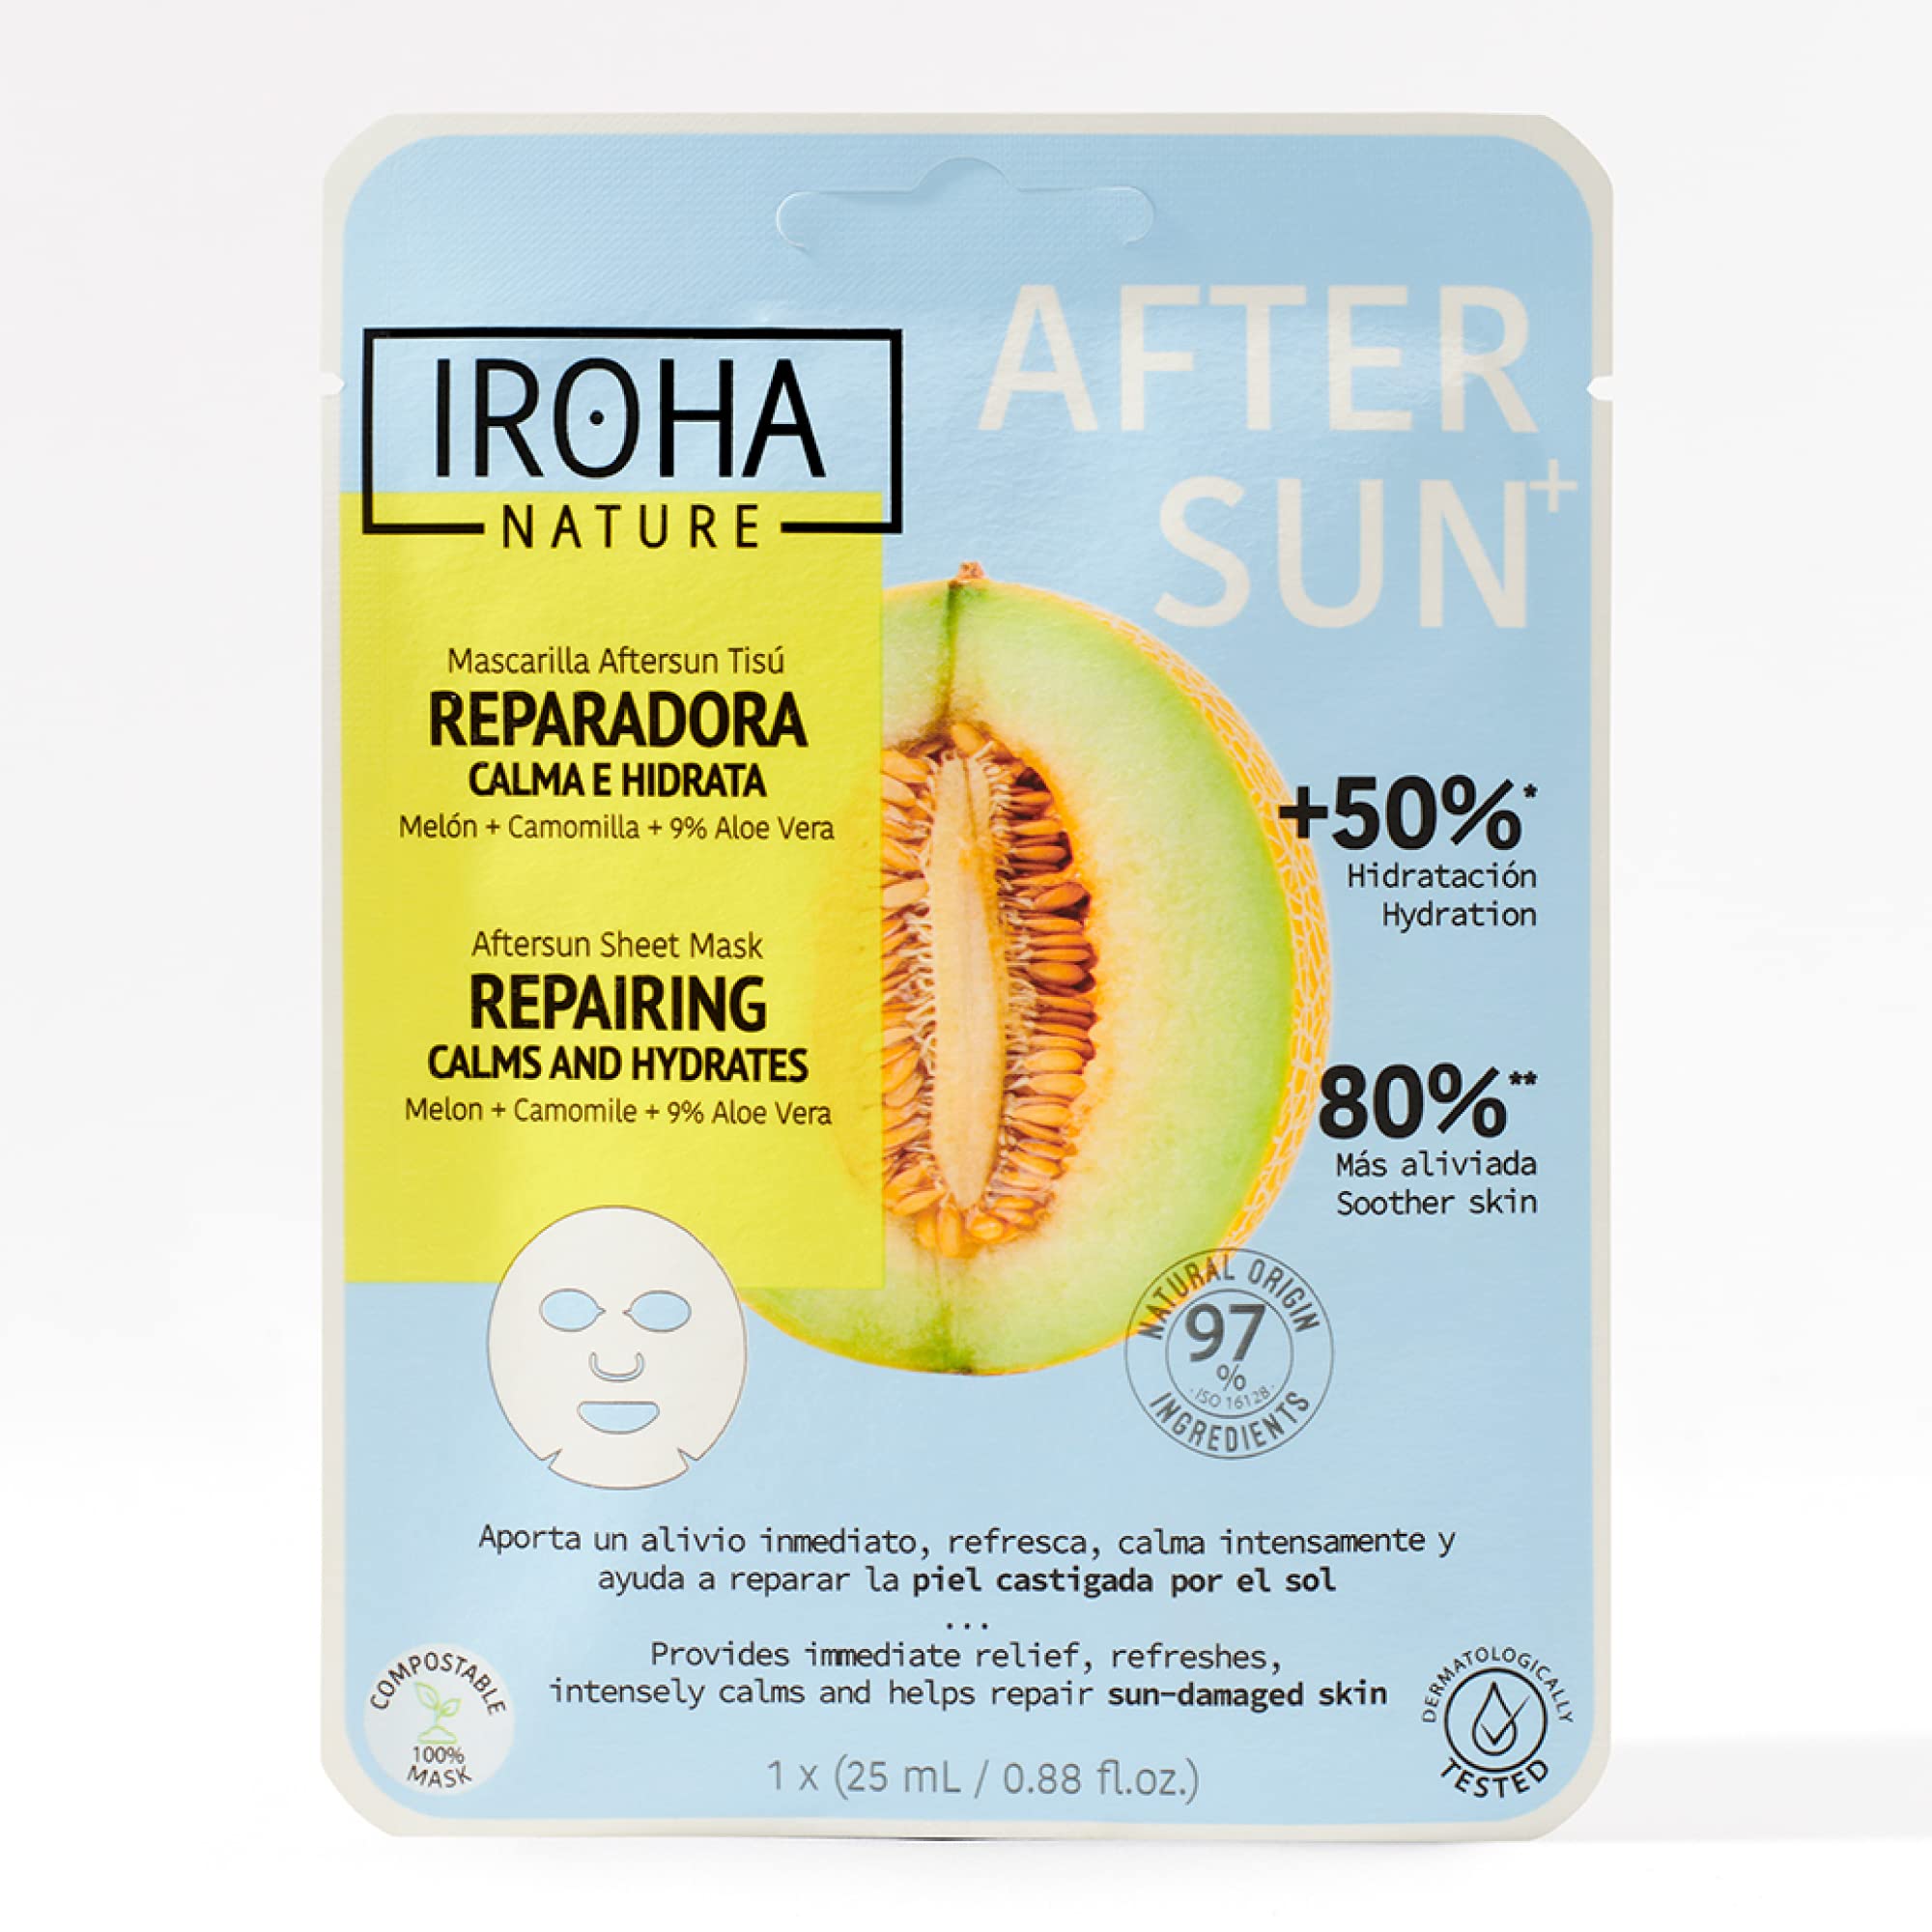 AFTER
SUN+
IROHA
NATURE
Mascarilla Aftersun Tisú
REPARADORA
CALMA E HIDRATA
Melón + Camomilla + 9% Aloe Vera
Aftersun Sheet Mask
REPAIRING
CALMS AND HYDRATES
Melon + Camomile + 9% Aloe Vera
+50%*
Hidratación
Hydration
80%**
Más aliviada
Soother skin
NATURAL ORIGIN
97
%
·ISO 16128·
INGREDIENTS
Aporta un alivio inmediato, refresca, calma intensamente y
ayuda a reparar la piel castigada por el sol
...
Provides immediate relief, refreshes,
intensely calms and helps repair sun-damaged skin
COMPOSTABLE
100%
MASK
DERMATOLOGICALLY
TESTED
1 x (25 mL / 0.88 fl.oz.)